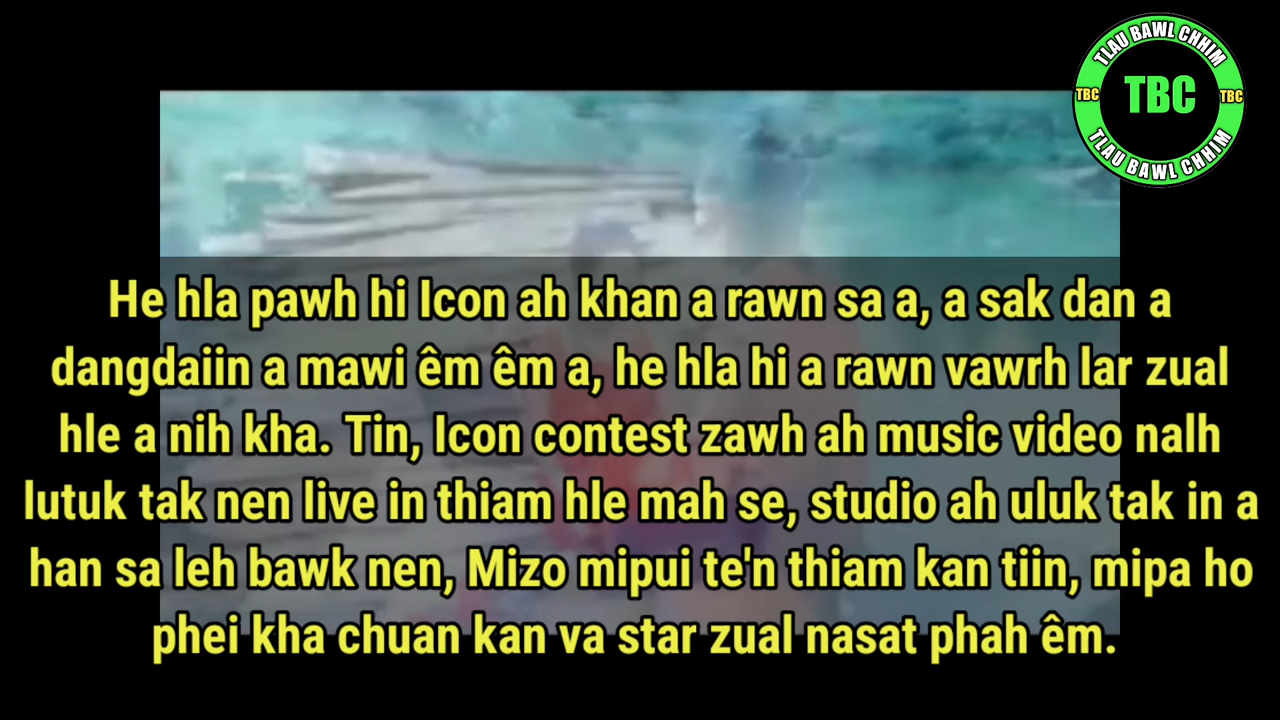 TLAU BAWL CHHIM
TBC TBC TBC
TLAU BAWL CHHIM
He hla pawh hi Icon ah khan a rawn sa a, a sak dan a
dangdaiin a mawi êm êm a, he hla hi a rawn vawrh lar zual
hle a nih kha. Tin, Icon contest zawh ah music video nalh
lutuk tak nen live in thiam hle mah se, studio ah uluk tak in a
han sa leh bawk nen, Mizo mipui te'n thiam kan tiin, mipa ho
phei kha chuan kan va star zual nasat phah êm.